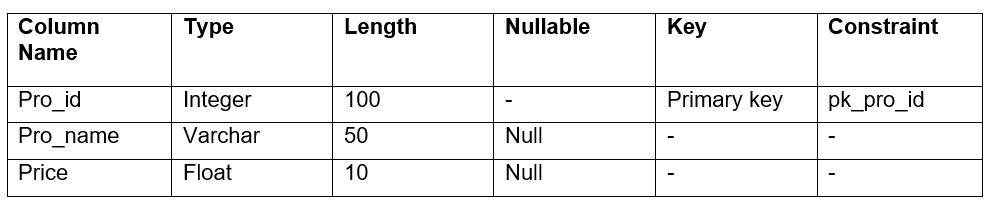 Column Name Type Length Nullable Key Constraint
Pro_id Integer 100 - Primary key pk_pro_id
Pro_name Varchar 50 Null - -
Price Float 10 Null - -